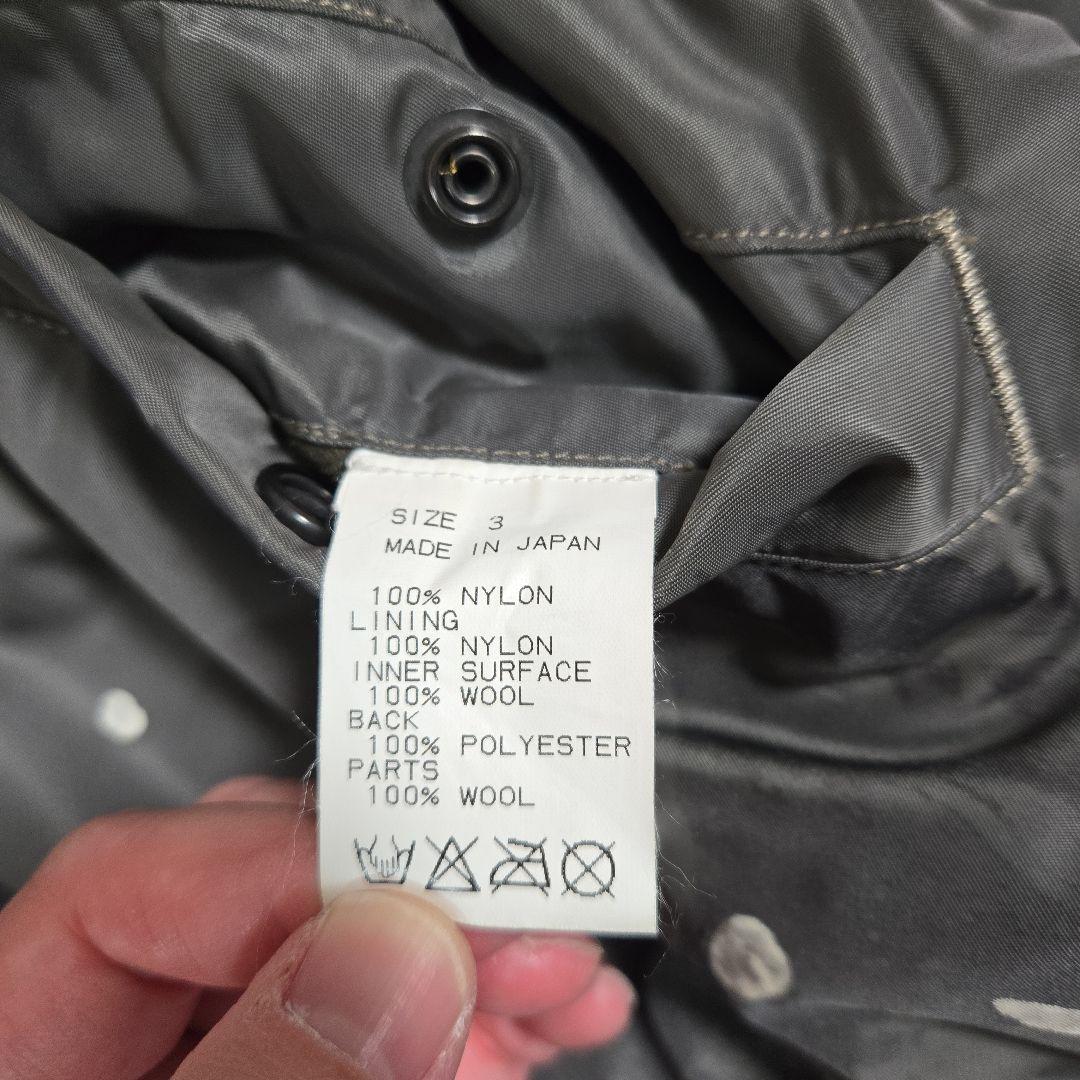 SIZE 3
MADE IN JAPAN
100% NYLON
LINING
100% NYLON
INNER SURFACE
100% WOOL
BACK
100% POLYESTER
PARTS
100% WOOL